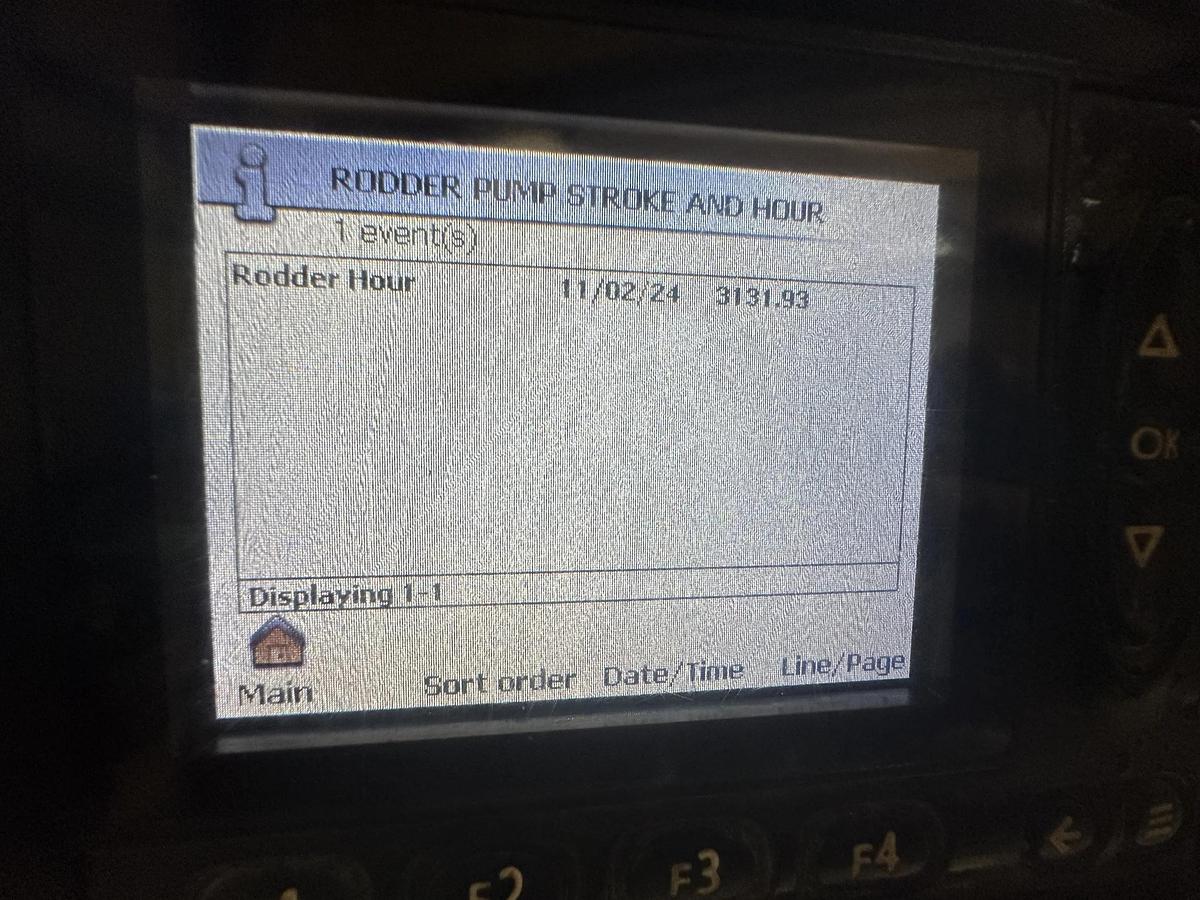 RODDER PUMP STROKE AND HOUR
1 event(s)
Rodder Hour 11/02/24 3131.93
Displaying 1-1
Main Sort order Date/Time Line/Page
OK
F2 F3 F4